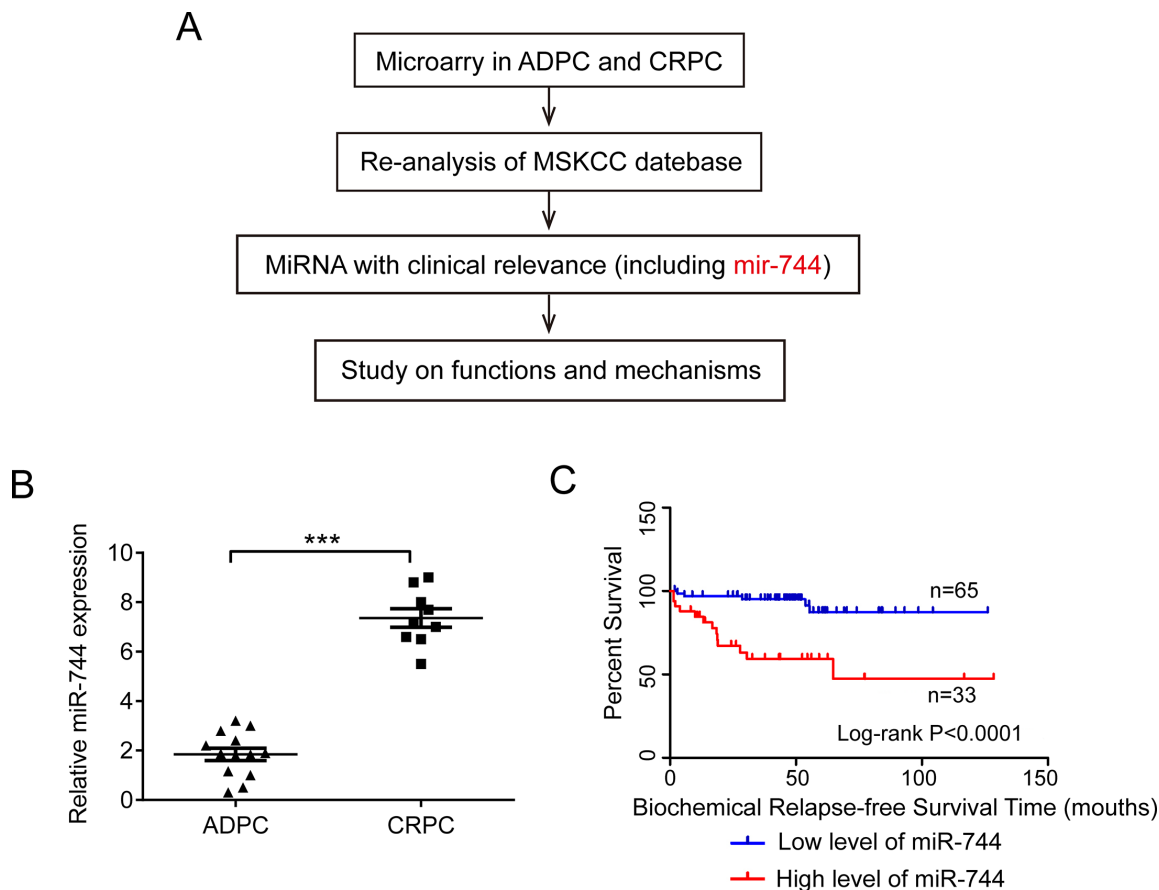 A
Microarry in ADPC and CRPC
Re-analysis of MSKCC datebase
MiRNA with clinical relevance (including mir-744)
Study on functions and mechanisms
B
Relative miR-744 expression
10
8
6
4
2
0
***
ADPC
CRPC
C
Percent Survival
150
100
50
0
n=65
n=33
Log-rank P<0.0001
0
50
100
150
Biochemical Relapse-free Survival Time (mouths)
Low level of miR-744
High level of miR-744